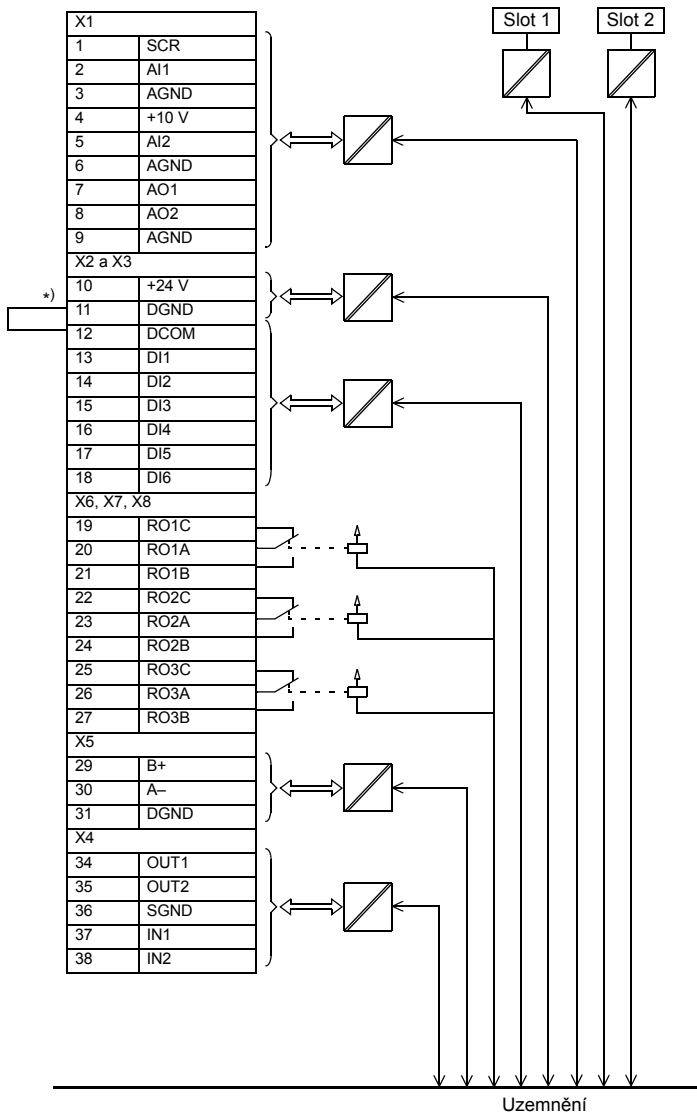 Slot 1 Slot 2
X1
1 SCR
2 AI1
3 AGND
4 +10 V
5 AI2
6 AGND
7 AO1
8 AO2
9 AGND
X2 a X3
*)
10 +24 V
11 DGND
12 DCOM
13 DI1
14 DI2
15 DI3
16 DI4
17 DI5
18 DI6
X6, X7, X8
19 RO1C
20 RO1A
21 RO1B
22 RO2C
23 RO2A
24 RO2B
25 RO3C
26 RO3A
27 RO3B
X5
29 B+
30 A–
31 DGND
X4
34 OUT1
35 OUT2
36 SGND
37 IN1
38 IN2
Uzemnění